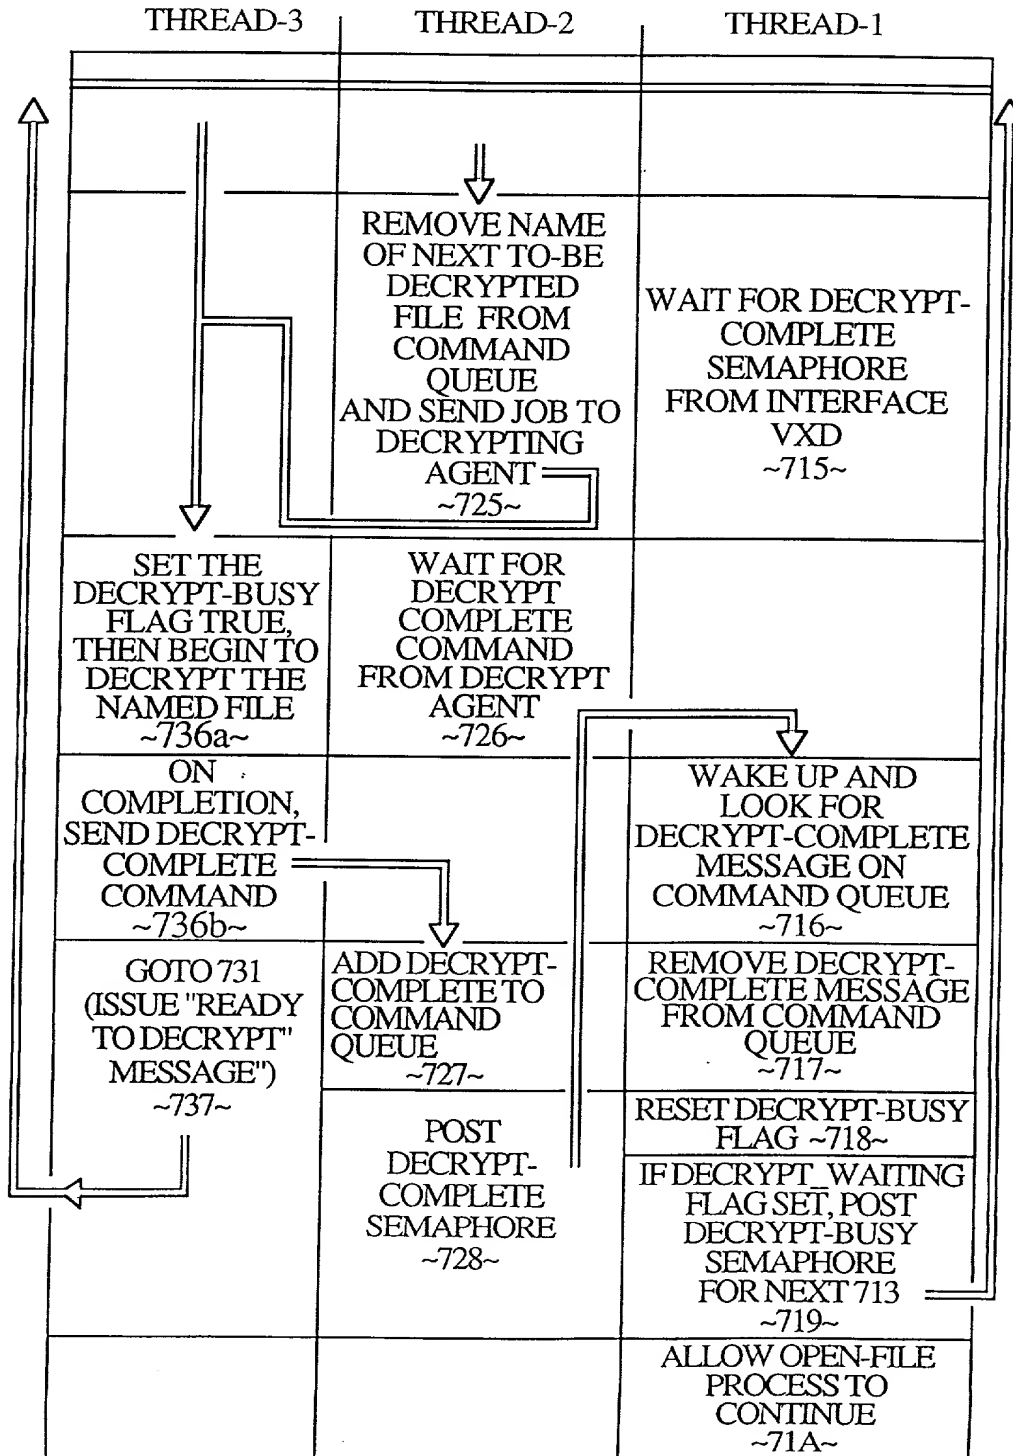 THREAD-3 THREAD-2 THREAD-1
REMOVE NAME
OF NEXT TO-BE
DECRYPTED
FILE FROM
COMMAND
QUEUE
AND SEND JOB TO
DECRYPTING
AGENT
~725~
WAIT FOR DECRYPT-
COMPLETE
SEMAPHORE
FROM INTERFACE
VXD
~715~
SET THE
DECRYPT-BUSY
FLAG TRUE,
THEN BEGIN TO
DECRYPT THE
NAMED FILE
~736a~
WAIT FOR
DECRYPT
COMPLETE
COMMAND
FROM DECRYPT
AGENT
~726~
ON
COMPLETION,
SEND DECRYPT-
COMPLETE
COMMAND
~736b~
WAKE UP AND
LOOK FOR
DECRYPT-COMPLETE
MESSAGE ON
COMMAND QUEUE
~716~
GOTO 731
(ISSUE "READY
TO DECRYPT"
MESSAGE")
~737~
ADD DECRYPT-
COMPLETE TO
COMMAND
QUEUE
~727~
REMOVE DECRYPT-
COMPLETE MESSAGE
FROM COMMAND
QUEUE
~717~
POST
DECRYPT-
COMPLETE
SEMAPHORE
~728~
RESET DECRYPT-BUSY
FLAG ~718~
IF DECRYPT_WAITING
FLAG SET, POST
DECRYPT-BUSY
SEMAPHORE
FOR NEXT 713
~719~
ALLOW OPEN-FILE
PROCESS TO
CONTINUE
~71A~